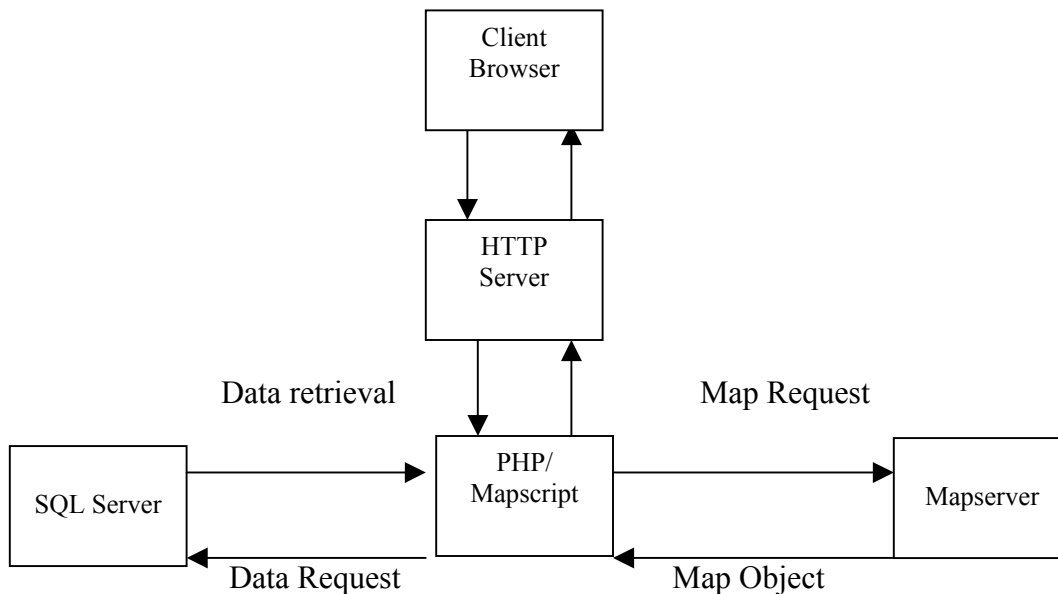 Client
Browser
HTTP
Server
Data retrieval
Map Request
SQL Server
PHP/
Mapscript
Mapserver
Data Request
Map Object